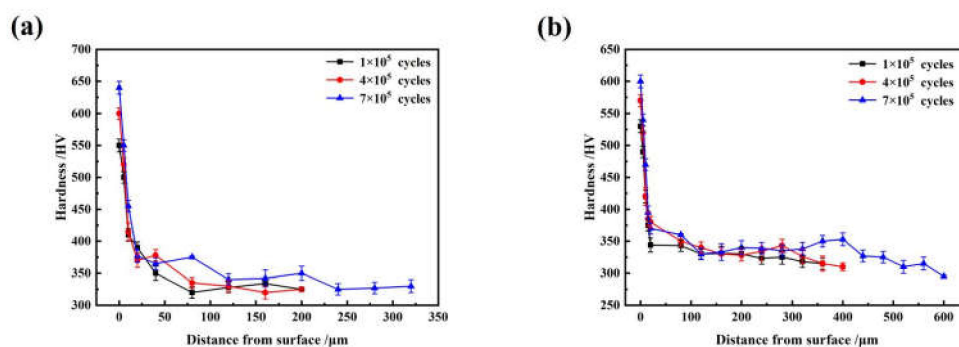 (a)
700
650
600
550
500
450
400
350
300
0 50 100 150 200 250 300 350
Hardness /HV
Distance from surface /μm
1×10⁵ cycles
4×10⁵ cycles
7×10⁵ cycles
(b)
650
600
550
500
450
400
350
300
250
0 100 200 300 400 500 600
Hardness /HV
Distance from surface /μm
1×10⁵ cycles
4×10⁵ cycles
7×10⁵ cycles